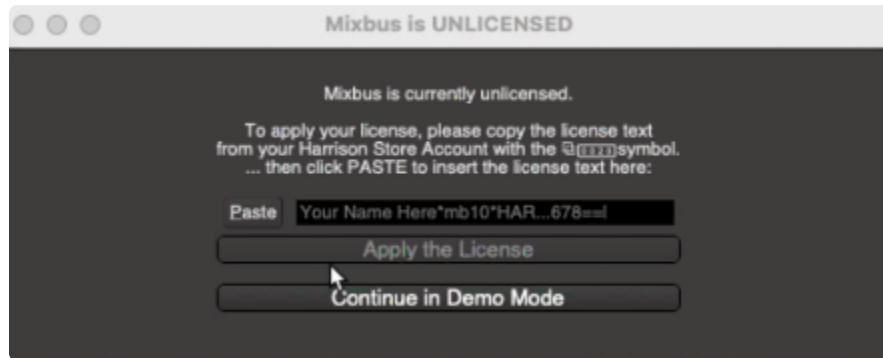 Mixbus is UNLICENSED
Mixbus is currently unlicensed.
To apply your license, please copy the license text
from your Harrison Store Account with the symbol.
... then click PASTE to insert the license text here:
Paste Your Name Here*mb10*HAR...678==
Apply the License
Continue in Demo Mode